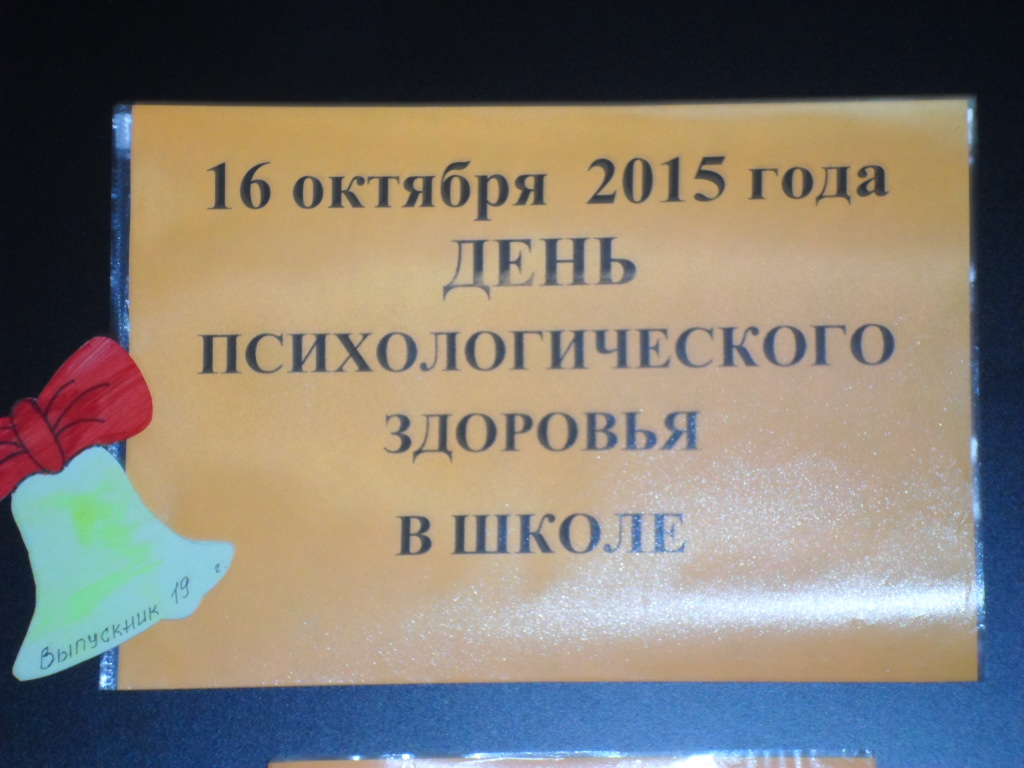 16 октября 2015 года
ДЕНЬ
ПСИХОЛОГИЧЕСКОГО
ЗДОРОВЬЯ
В ШКОЛЕ
Выпускник 19 г.